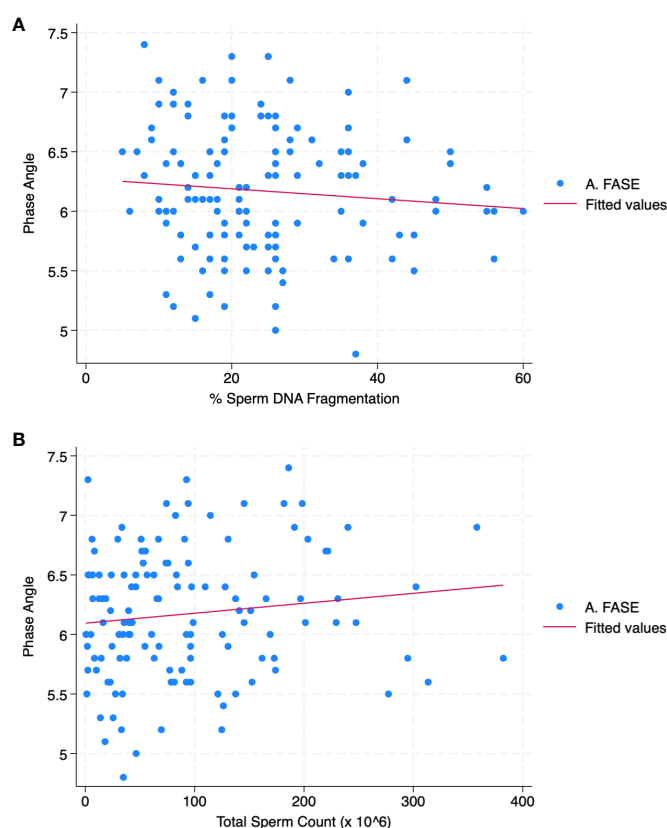 A
7.5
7
6.5
6
5.5
5
Phase Angle
0
20
40
60
% Sperm DNA Fragmentation
A. FASE
Fitted values
B
7.5
7
6.5
6
5.5
5
Phase Angle
0
100
200
300
400
Total Sperm Count (x 10^6)
A. FASE
Fitted values